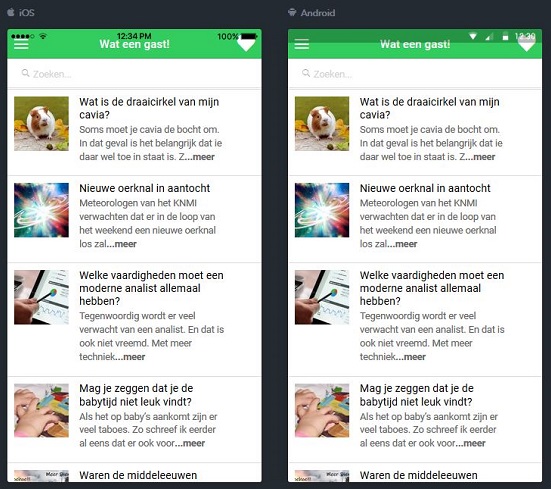 iOS
12:34 PM
100%
Wat een gast!
Zoeken...
Wat is de draaicirkel van mijn
cavia?
Soms moet je cavia de bocht om.
In dat geval is het belangrijk dat ie
daar wel toe in staat is. Z...meer
Nieuwe oerknal in aantocht
Meteorologen van het KNMI
verwachten dat er in de loop van
het weekend een nieuwe oerknal
los zal...meer
Welke vaardigheden moet een
moderne analist allemaal
hebben?
Tegenwoordig wordt er veel
verwacht van een analist. En dat is
ook niet vreemd. Met meer
techniek...meer
Mag je zeggen dat je de
babytijd niet leuk vindt?
Als het op baby's aankomt zijn er
veel taboes. Zo schreef ik eerder
al eens dat er ook voor...meer
Waren de middeleeuwen
Android
12:30
Wat een gast!
Zoeken...
Wat is de draaicirkel van mijn
cavia?
Soms moet je cavia de bocht om.
In dat geval is het belangrijk dat ie
daar wel toe in staat is. Z...meer
Nieuwe oerknal in aantocht
Meteorologen van het KNMI
verwachten dat er in de loop van
het weekend een nieuwe oerknal
los zal...meer
Welke vaardigheden moet een
moderne analist allemaal
hebben?
Tegenwoordig wordt er veel
verwacht van een analist. En dat is
ook niet vreemd. Met meer
techniek...meer
Mag je zeggen dat je de
babytijd niet leuk vindt?
Als het op baby's aankomt zijn er
veel taboes. Zo schreef ik eerder
al eens dat er ook voor...meer
Waren de middeleeuwen